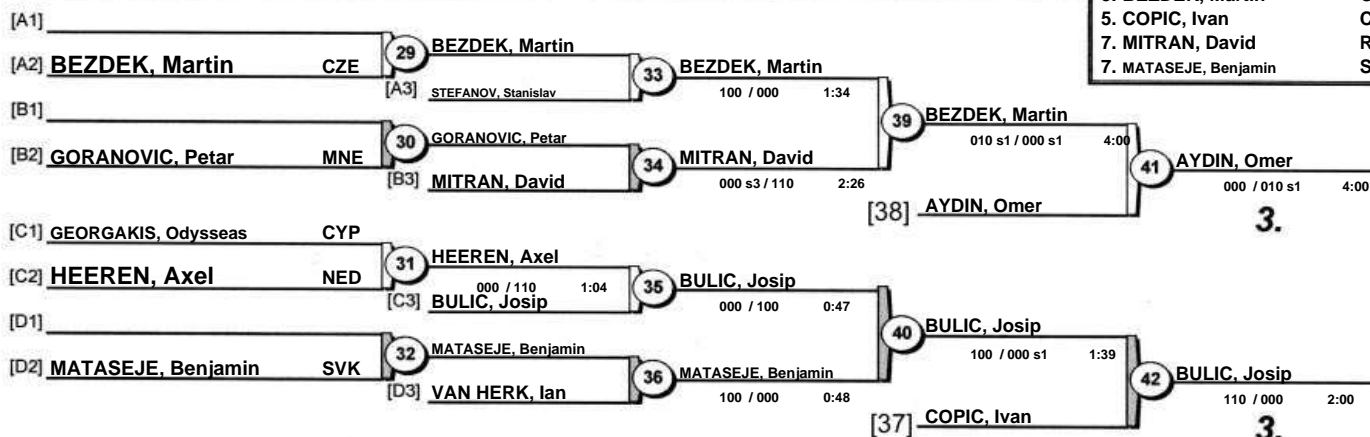 5. BEZDEK, Martin
5. COPIC, Ivan C
7. MITRAN, David R
7. MATASEJE, Benjamin S
[A1]
[A2] BEZDEK, Martin CZE
29
BEZDEK, Martin
[A3] STEFANOV, Stanislav
33
BEZDEK, Martin
100 / 000 1:34
[B1]
[B2] GORANOVIC, Petar MNE
30
GORANOVIC, Petar
[B3] MITRAN, David
34
MITRAN, David
000 s3 / 110 2:26
39
BEZDEK, Martin
010 s1 / 000 s1 4:00
[38] AYDIN, Omer
41
AYDIN, Omer
000 / 010 s1 4:00
3.
[C1] GEORGAKIS, Odysseas CYP
[C2] HEEREN, Axel NED
31
HEEREN, Axel
000 / 110 1:04
[C3] BULIC, Josip
35
BULIC, Josip
000 / 100 0:47
[D1]
[D2] MATASEJE, Benjamin SVK
32
MATASEJE, Benjamin
[D3] VAN HERK, Ian
36
MATASEJE, Benjamin
100 / 000 0:48
40
BULIC, Josip
100 / 000 s1 1:39
[37] COPIC, Ivan
42
BULIC, Josip
110 / 000 2:00
3.